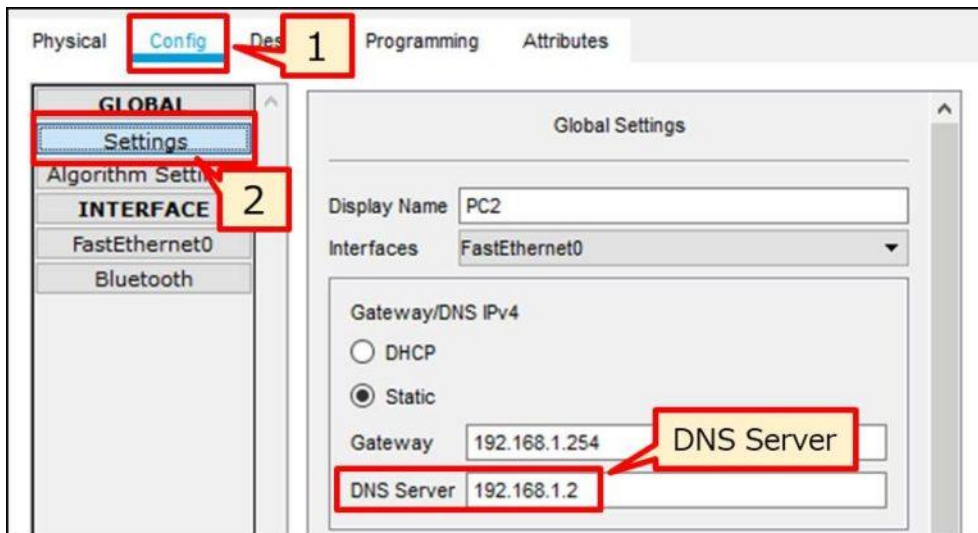 Physical Config Des 1 Programming Attributes
GLOBAL
Settings
Algorithm Setti
2
INTERFACE
FastEthernet0
Bluetooth
Global Settings
Display Name PC2
Interfaces FastEthernet0
Gateway/DNS IPv4
DHCP
Static
Gateway 192.168.1.254
DNS Server
DNS Server 192.168.1.2